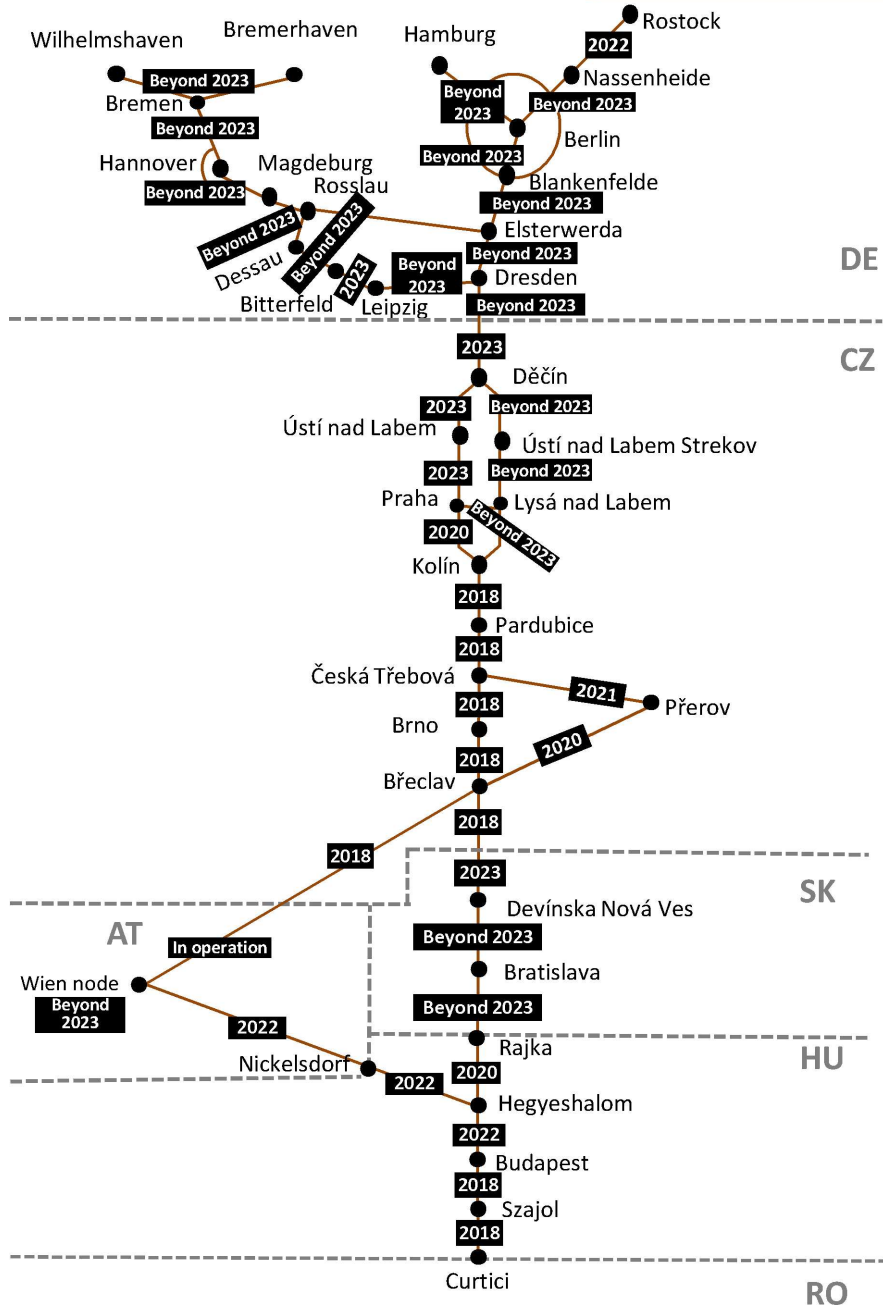 Rostock
Wilhelmshaven
Bremerhaven
Hamburg
2022
Nassenheide
Beyond 2023
Beyond
2023
Beyond 2023
Bremen
Beyond 2023
Berlin
Hannover
Magdeburg
Beyond 2023
Blankenfelde
Beyond 2023
Rosslau
Beyond 2023
Elsterwerda
Beyond 2023
Beyond 2023
Beyond 2023
DE
Dessau
Beyond
2023
2023
Dresden
Bitterfeld
Leipzig
Beyond 2023
2023
CZ
Děčín
2023
Beyond 2023
Ústí nad Labem
Ústí nad Labem Strekov
2023
Beyond 2023
Praha
Lysá nad Labem
2020
Beyond 2023
Kolín
2018
Pardubice
2018
Česká Třebová
2021
2018
Přerov
Brno
2020
2018
Břeclav
2018
2018
2023
SK
Devínska Nová Ves
AT
In operation
Beyond 2023
Bratislava
Wien node
Beyond
2023
Beyond 2023
2022
Rajka
HU
Nickelsdorf
2020
2022
Hegyeshalom
2022
Budapest
2018
Szajol
2018
Curtici
RO